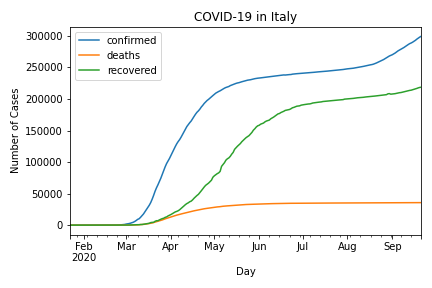 COVID-19 in Italy
confirmed
deaths
recovered
Number of Cases
300000
250000
200000
150000
100000
50000
0
Feb Mar Apr May Jun Jul Aug Sep
2020
Day